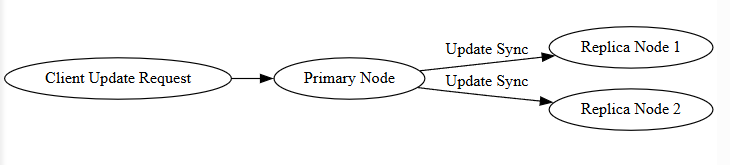 Client Update Request
Primary Node
Update Sync
Replica Node 1
Update Sync
Replica Node 2